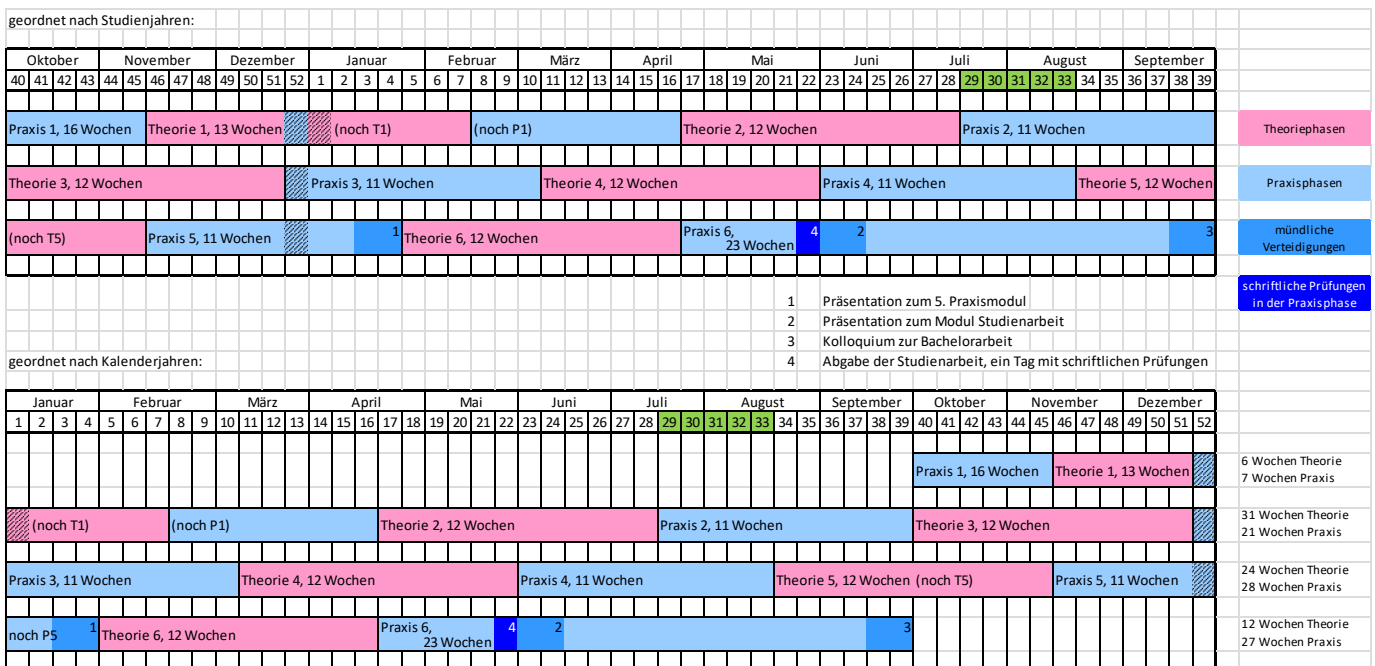 geordnet nach Studienjahren:
Oktober November Dezember Januar Februar März April Mai Juni Juli August September
40 41 42 43 44 45 46 47 48 49 50 51 52 1 2 3 4 5 6 7 8 9 10 11 12 13 14 15 16 17 18 19 20 21 22 23 24 25 26 27 28 29 30 31 32 33 34 35 36 37 38 39
Praxis 1, 16 Wochen Theorie 1, 13 Wochen (noch T1) (noch P1) Theorie 2, 12 Wochen Praxis 2, 11 Wochen Theoriephasen
Theorie 3, 12 Wochen Praxis 3, 11 Wochen Theorie 4, 12 Wochen Praxis 4, 11 Wochen Theorie 5, 12 Wochen Praxisphasen
(noch T5) Praxis 5, 11 Wochen 1 Theorie 6, 12 Wochen Praxis 6, 23 Wochen 4 2 3 mündliche
Verteidigungen
schriftliche Prüfungen
in der Praxisphase
1 Präsentation zum 5. Praxismodul
2 Präsentation zum Modul Studienarbeit
3 Kolloquium zur Bachelorarbeit
geordnet nach Kalenderjahren: 4 Abgabe der Studienarbeit, ein Tag mit schriftlichen Prüfungen
Januar Februar März April Mai Juni Juli August September Oktober November Dezember
1 2 3 4 5 6 7 8 9 10 11 12 13 14 15 16 17 18 19 20 21 22 23 24 25 26 27 28 29 30 31 32 33 34 35 36 37 38 39 40 41 42 43 44 45 46 47 48 49 50 51 52
Praxis 1, 16 Wochen Theorie 1, 13 Wochen 6 Wochen Theorie
7 Wochen Praxis
(noch T1) (noch P1) Theorie 2, 12 Wochen Praxis 2, 11 Wochen Theorie 3, 12 Wochen 31 Wochen Theorie
21 Wochen Praxis
Praxis 3, 11 Wochen Theorie 4, 12 Wochen Praxis 4, 11 Wochen Theorie 5, 12 Wochen (noch T5) Praxis 5, 11 Wochen 24 Wochen Theorie
28 Wochen Praxis
noch P5 1 Theorie 6, 12 Wochen Praxis 6, 23 Wochen 4 2 3 12 Wochen Theorie
27 Wochen Praxis